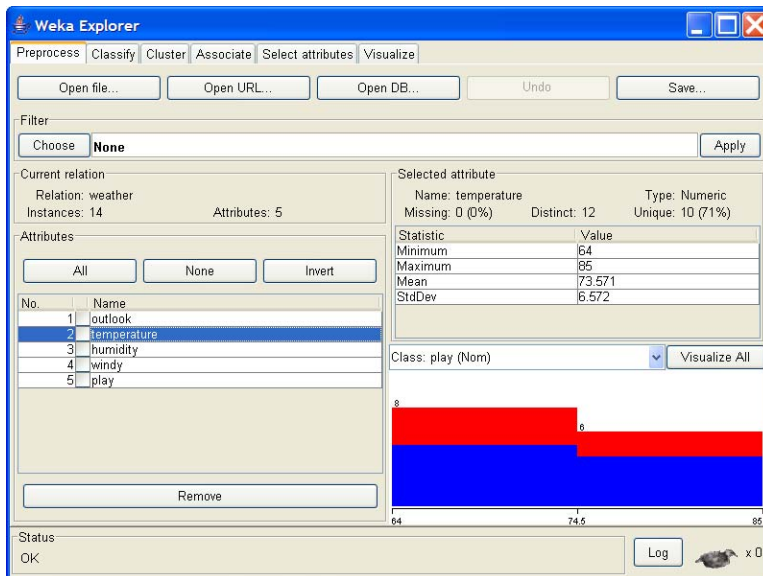 Weka Explorer
Preprocess Classify Cluster Associate Select attributes Visualize
Open file... Open URL... Open DB... Undo Save...
Filter
Choose None Apply
Current relation
Relation: weather
Instances: 14 Attributes: 5
Attributes
All None Invert
No. Name
1 outlook
2 temperature
3 humidity
4 windy
5 play
Remove
Selected attribute
Name: temperature Type: Numeric
Missing: 0 (0%) Distinct: 12 Unique: 10 (71%)
Statistic Value
Minimum 64
Maximum 85
Mean 73.571
StdDev 6.572
Class: play (Nom) Visualize All
8
6
64 74.5 85
Status
OK
Log x 0